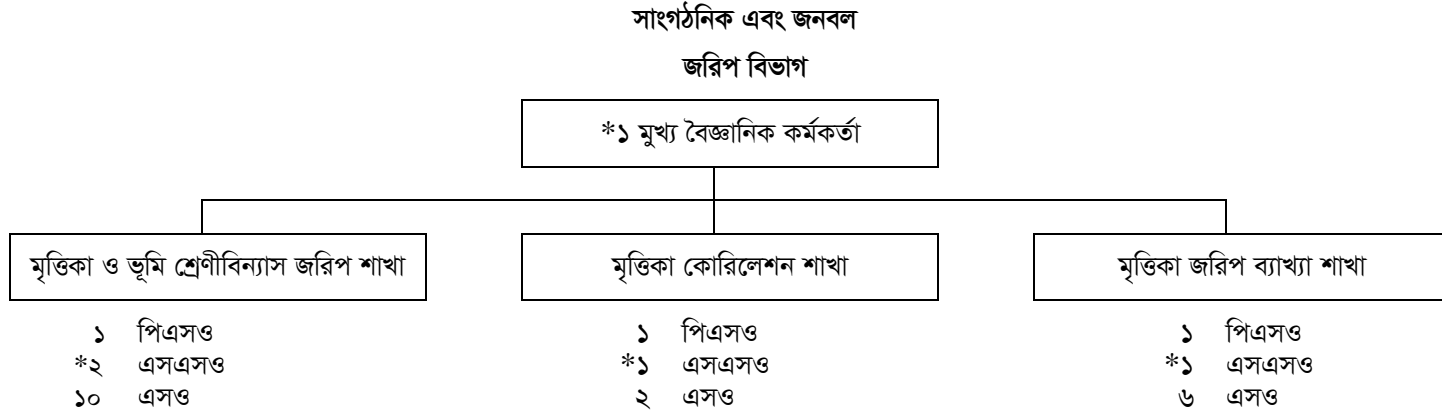 সাংগঠনিক এবং জনবল
জরিপ বিভাগ
*১ মুখ্য বৈজ্ঞানিক কর্মকর্তা
মৃত্তিকা ও ভূমি শ্রেণীবিন্যাস জরিপ শাখা
১ পিএসও
*২ এসএসও
১০ এসও
মৃত্তিকা কোরিলেশন শাখা
১ পিএসও
*১ এসএসও
২ এসও
মৃত্তিকা জরিপ ব্যাখ্যা শাখা
১ পিএসও
*১ এসএসও
৬ এসও